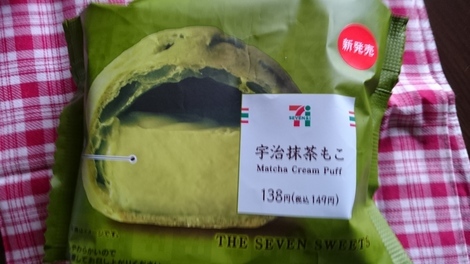 新発売
7
ELEVEN
宇治抹茶もこ
Matcha Cream Puff
138円(税込149円)
THE SEVEN SWEETS